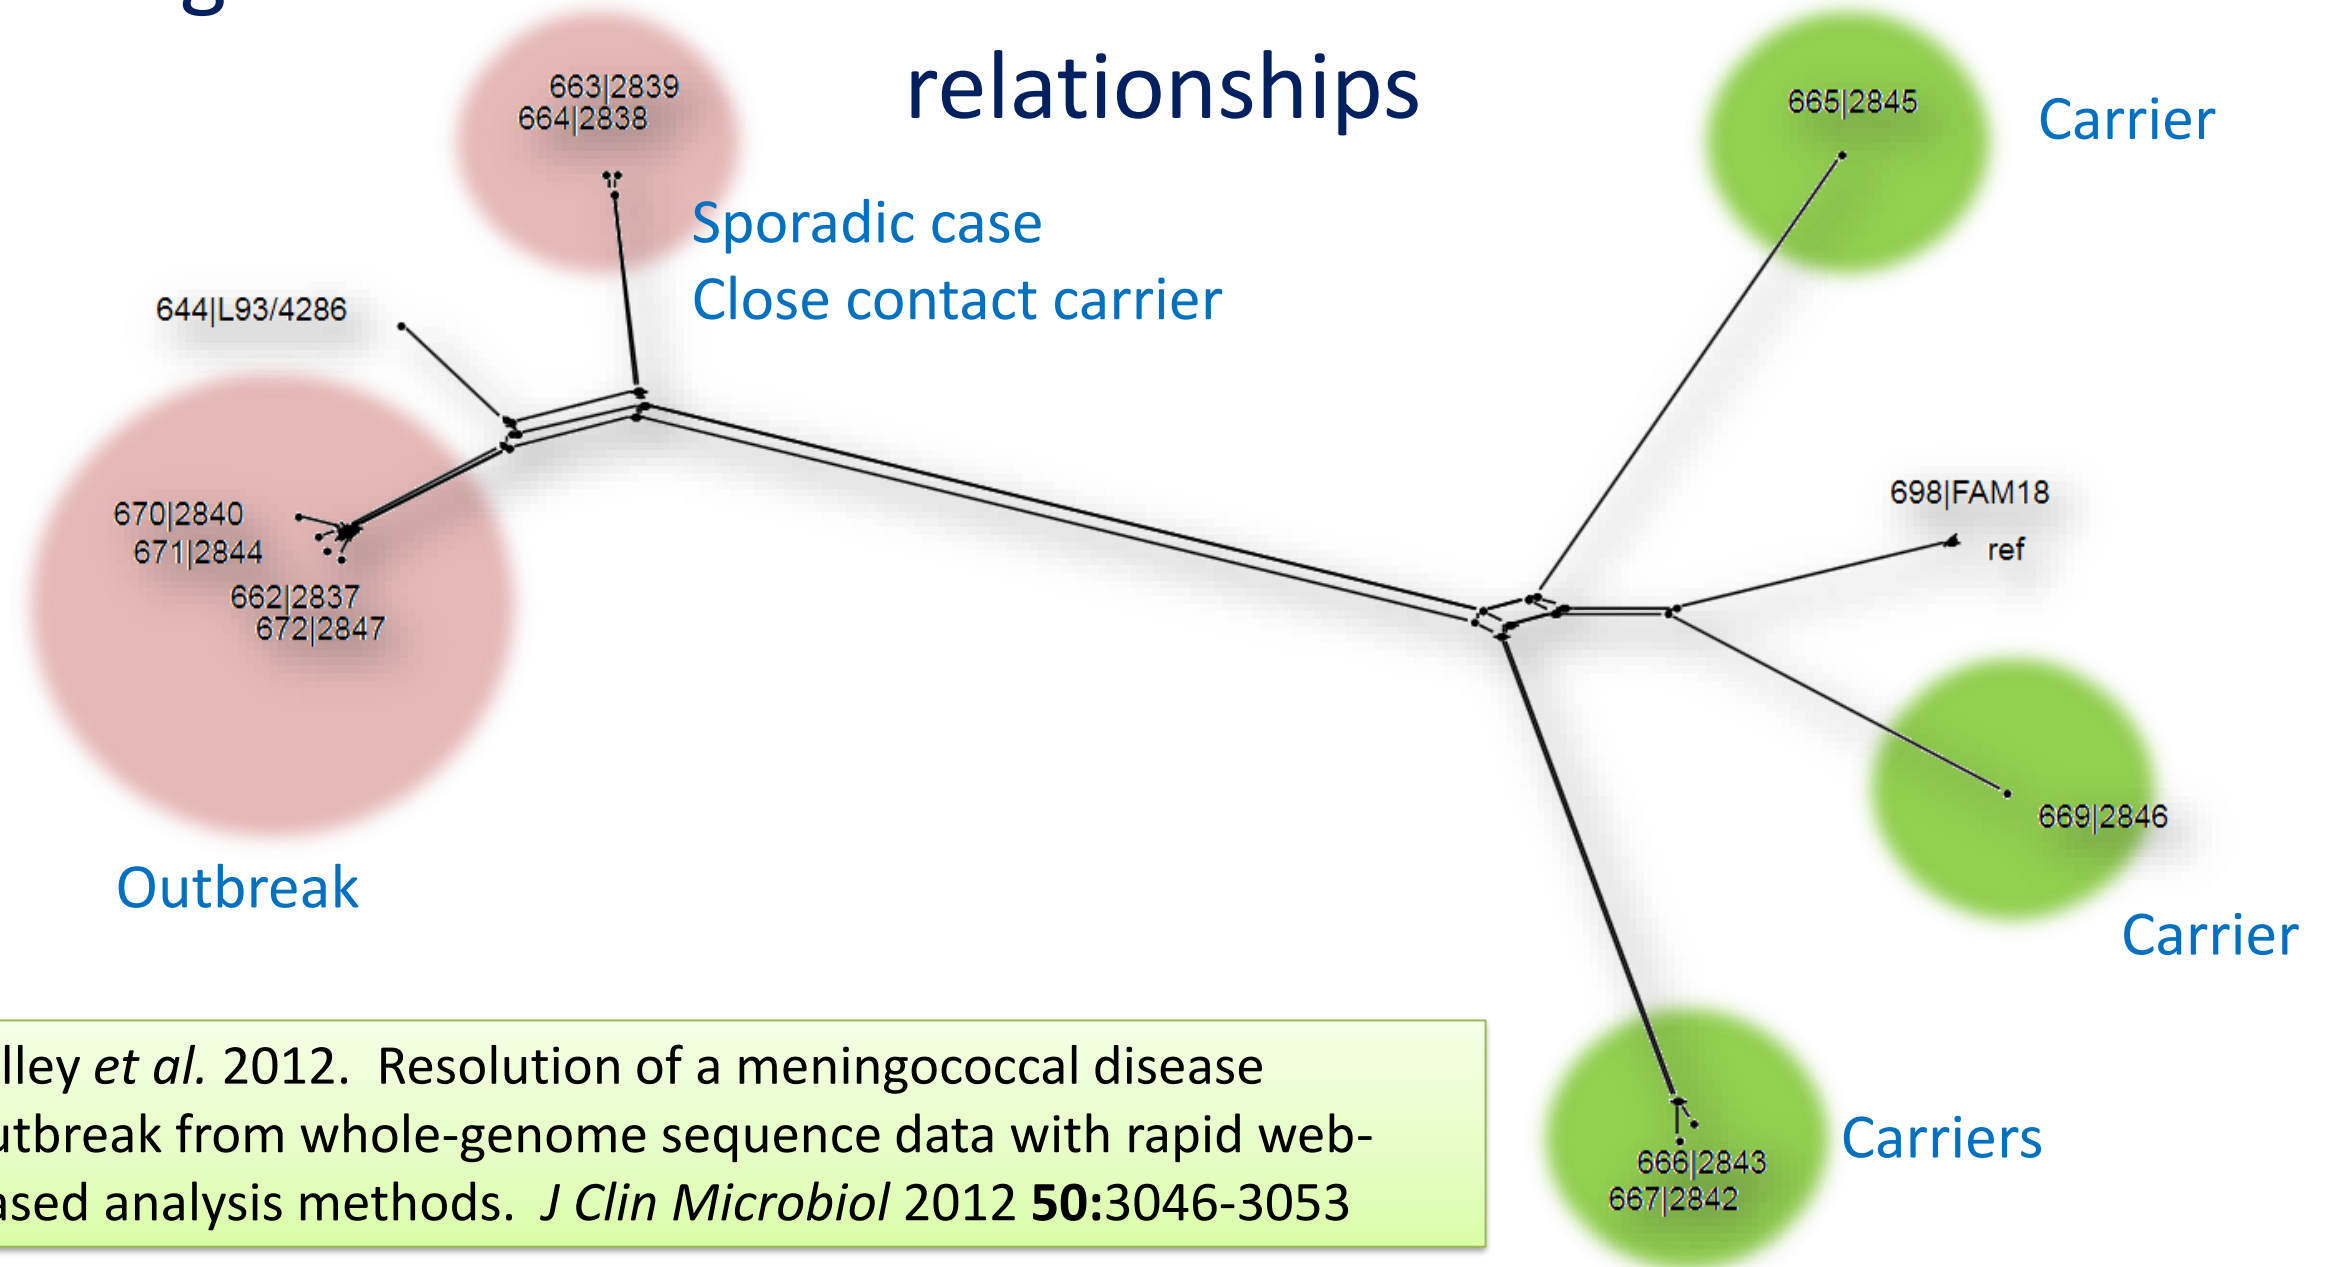 relationships
663|2839
664|2838
665|2845
Carrier
Sporadic case
Close contact carrier
644|L93/4286
698|FAM18
ref
670|2840
671|2844
662|2837
672|2847
669|2846
Outbreak
Carrier
lley et al. 2012. Resolution of a meningococcal disease
utbreak from whole-genome sequence data with rapid web-
ased analysis methods. J Clin Microbiol 2012 50:3046-3053
Carriers
666|2843
667|2842